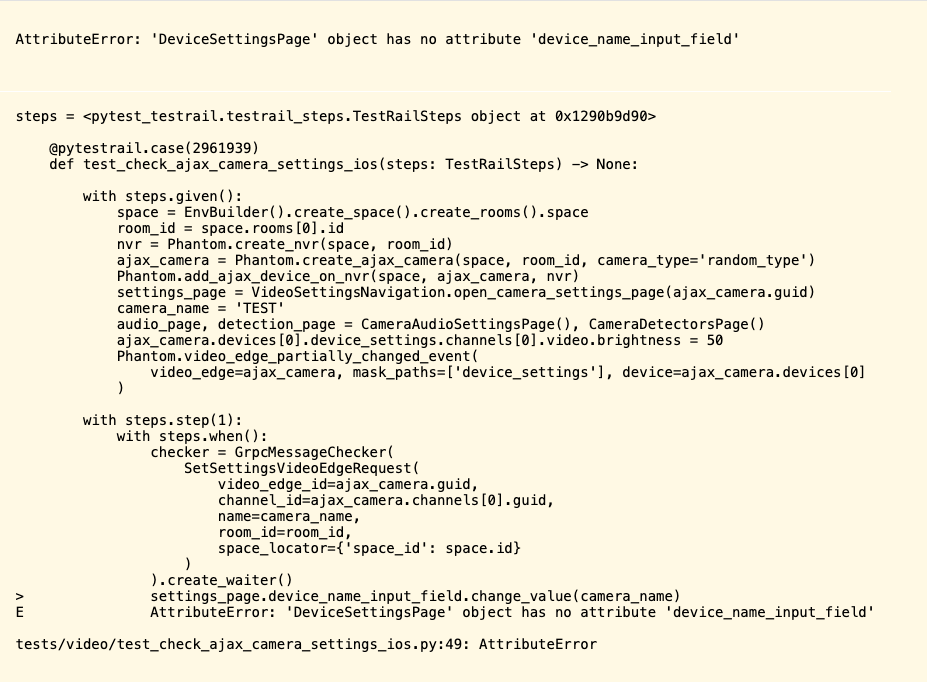 AttributeError: 'DeviceSettingsPage' object has no attribute 'device_name_input_field'
steps = <pytest_testrail.testrail_steps.TestRailSteps object at 0x1290b9d90>
@pytestrail.case(2961939)
def test_check_ajax_camera_settings_ios(steps: TestRailSteps) -> None:
with steps.given():
space = EnvBuilder().create_space().create_rooms().space
room_id = space.rooms[0].id
nvr = Phantom.create_nvr(space, room_id)
ajax_camera = Phantom.create_ajax_camera(space, room_id, camera_type='random_type')
Phantom.add_ajax_device_on_nvr(space, ajax_camera, nvr)
settings_page = VideoSettingsNavigation.open_camera_settings_page(ajax_camera.guid)
camera_name = 'TEST'
audio_page, detection_page = CameraAudioSettingsPage(), CameraDetectorsPage()
ajax_camera.devices[0].device_settings.channels[0].video.brightness = 50
Phantom.video_edge_partially_changed_event(
video_edge=ajax_camera, mask_paths=['device_settings'], device=ajax_camera.devices[0]
)
with steps.step(1):
with steps.when():
checker = GrpcMessageChecker(
SetSettingsVideoEdgeRequest(
video_edge_id=ajax_camera.guid,
channel_id=ajax_camera.channels[0].guid,
name=camera_name,
room_id=room_id,
space_locator={'space_id': space.id}
)
).create_waiter()
> settings_page.device_name_input_field.change_value(camera_name)
E AttributeError: 'DeviceSettingsPage' object has no attribute 'device_name_input_field'
tests/video/test_check_ajax_camera_settings_ios.py:49: AttributeError